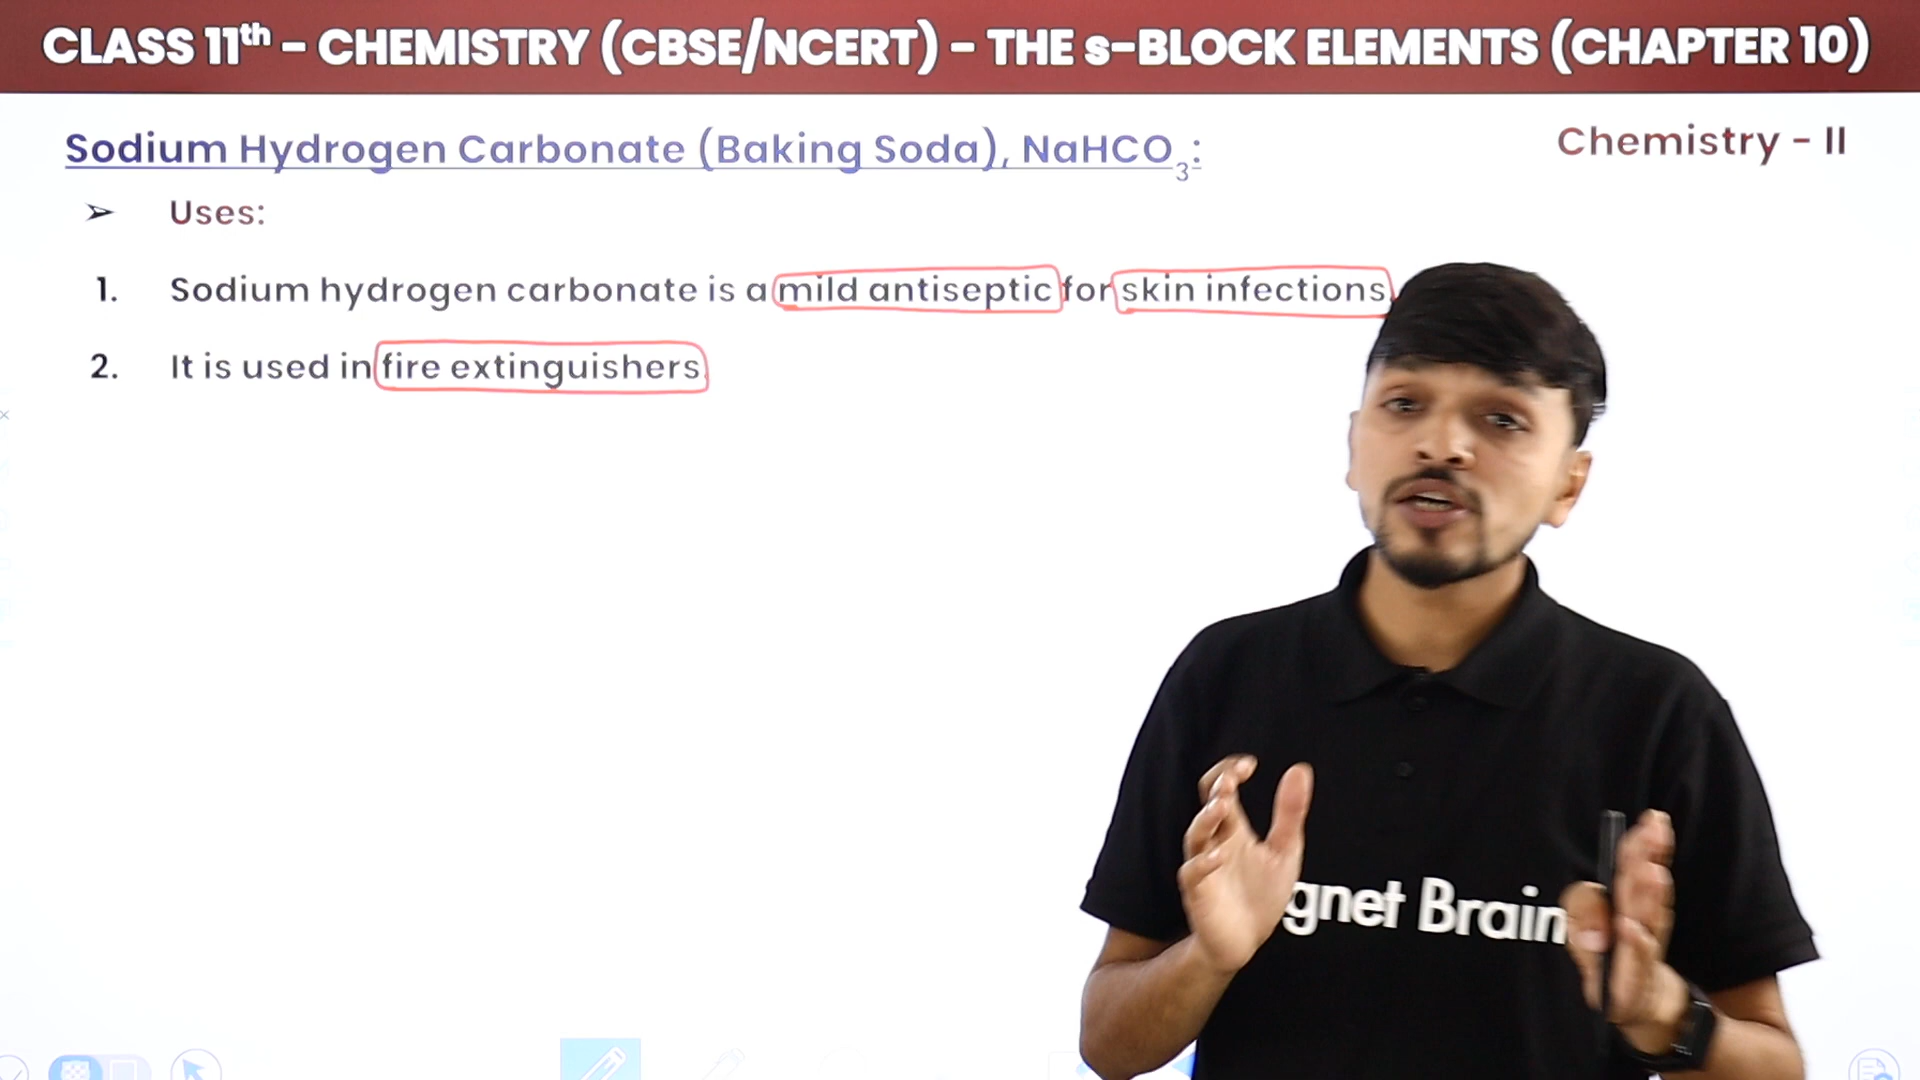 CLASS 11th - CHEMISTRY (CBSE/NCERT) - THE s-BLOCK ELEMENTS (CHAPTER 10)
Sodium Hydrogen Carbonate (Baking Soda), NaHCO3:
Chemistry - II
➢ Uses:
1. Sodium hydrogen carbonate is a mild antiseptic for skin infections.
2. It is used in fire extinguishers.
gnet Brain